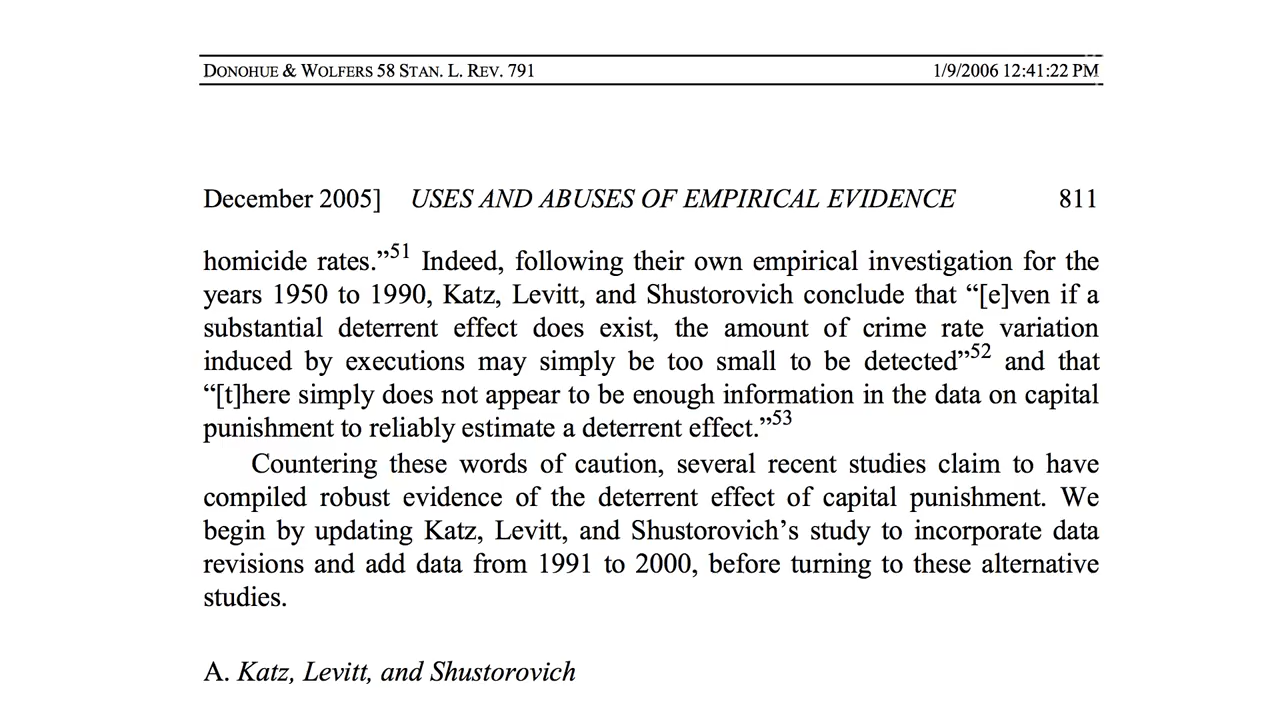 DONOHUE & WOLFERS 58 STAN. L. REV. 791 1/9/2006 12:41:22 PM
December 2005] USES AND ABUSES OF EMPIRICAL EVIDENCE 811
homicide rates.”51 Indeed, following their own empirical investigation for the
years 1950 to 1990, Katz, Levitt, and Shustorovich conclude that “[e]ven if a
substantial deterrent effect does exist, the amount of crime rate variation
induced by executions may simply be too small to be detected”52 and that
“[t]here simply does not appear to be enough information in the data on capital
punishment to reliably estimate a deterrent effect.”53
Countering these words of caution, several recent studies claim to have
compiled robust evidence of the deterrent effect of capital punishment. We
begin by updating Katz, Levitt, and Shustorovich’s study to incorporate data
revisions and add data from 1991 to 2000, before turning to these alternative
studies.
A. Katz, Levitt, and Shustorovich